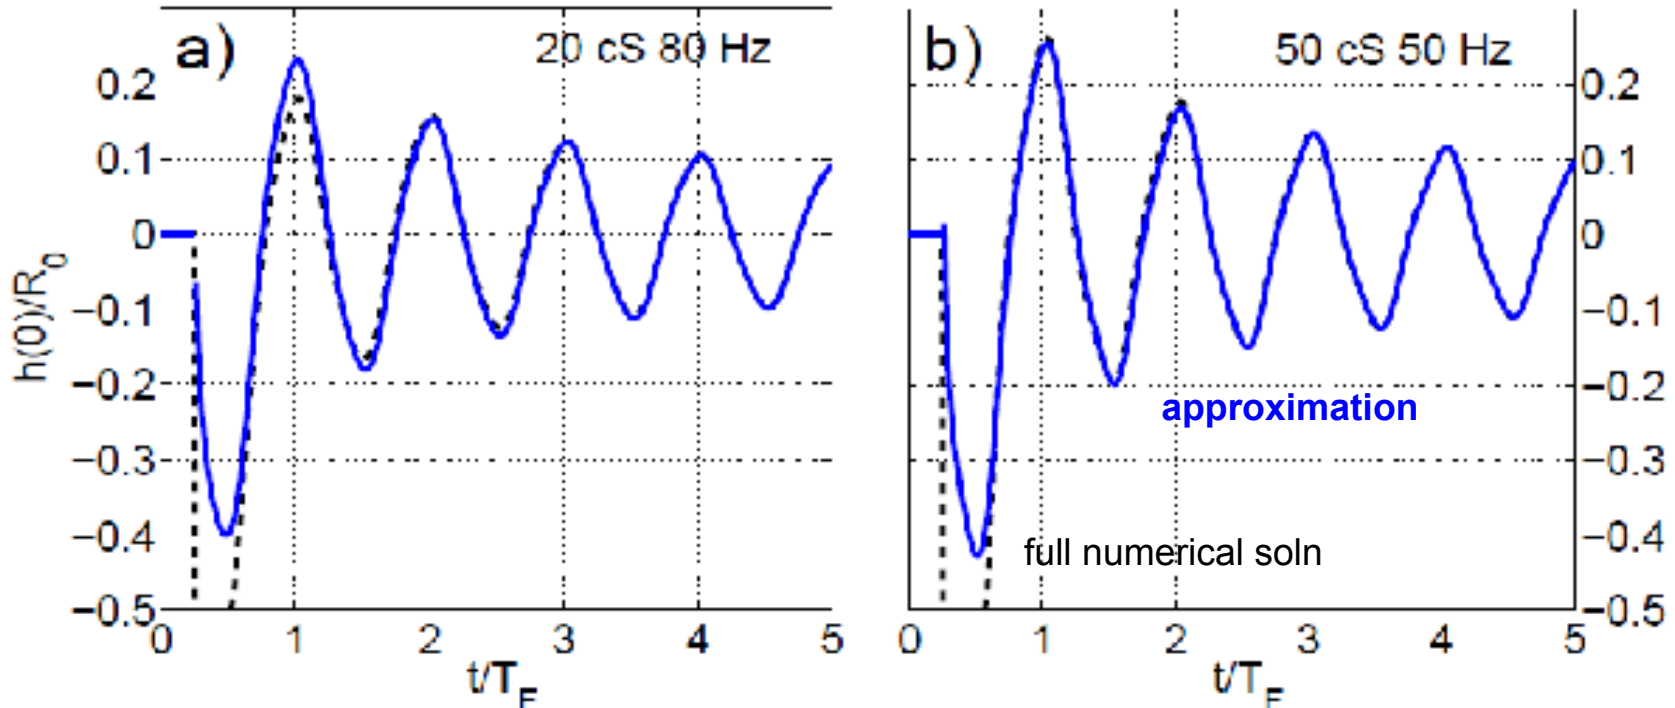 a)
20 cS 80 Hz
0.2
0.1
0
−0.1
−0.2
−0.3
−0.4
−0.5
h(0)/R0
0 1 2 3 4 5
t/TF
b)
50 cS 50 Hz
approximation
full numerical soln
0.2
0.1
0
−0.1
−0.2
−0.3
−0.4
−0.5
0 1 2 3 4 5
t/TF